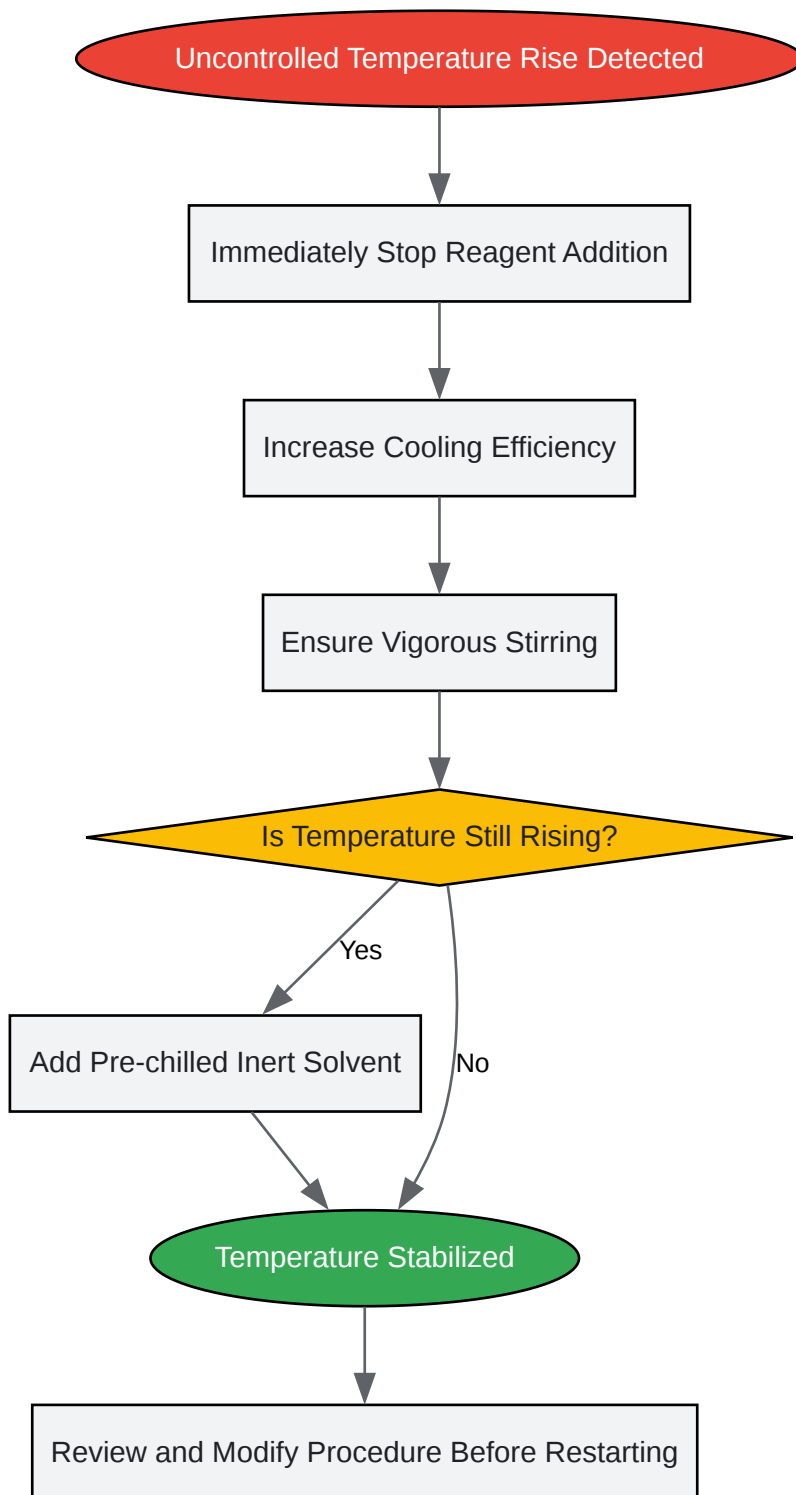 Uncontrolled Temperature Rise Detected
Immediately Stop Reagent Addition
Increase Cooling Efficiency
Ensure Vigorous Stirring
Is Temperature Still Rising?
Yes
Add Pre-chilled Inert Solvent
No
Temperature Stabilized
Review and Modify Procedure Before Restarting